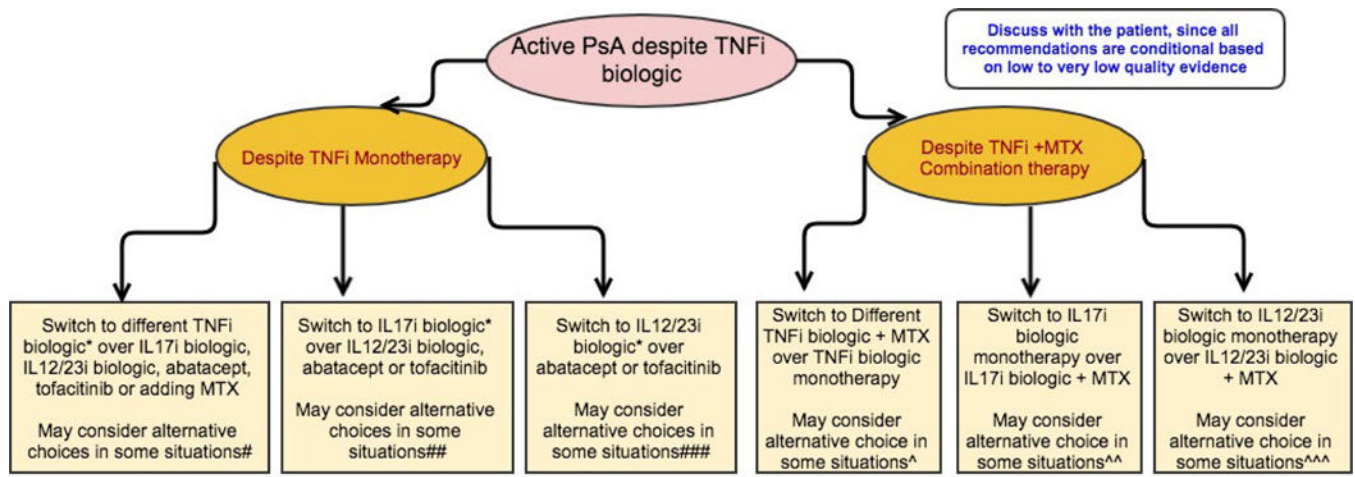 Active PsA despite TNFi
biologic
Discuss with the patient, since all
recommendations are conditional based
on low to very low quality evidence
Despite TNFi Monotherapy
Despite TNFi +MTX
Combination therapy
Switch to different TNFi
biologic* over IL17i biologic,
IL12/23i biologic, abatacept,
tofacitinib or adding MTX
May consider alternative
choices in some situations#
Switch to IL17i biologic*
over IL12/23i biologic,
abatacept or tofacitinib
May consider alternative
choices in some
situations##
Switch to IL12/23i
biologic* over
abatacept or tofacitinib
May consider
alternative choices in
some situations###
Switch to Different
TNFi biologic + MTX
over TNFi biologic
monotherapy
May consider
alternative choice in
some situations^
Switch to IL17i
biologic
monotherapy over
IL17i biologic + MTX
May consider
alternative choice in
some situations^^
Switch to IL12/23i
biologic monotherapy
over IL12/23i biologic
+ MTX
May consider
alternative choice in
some situations^^^